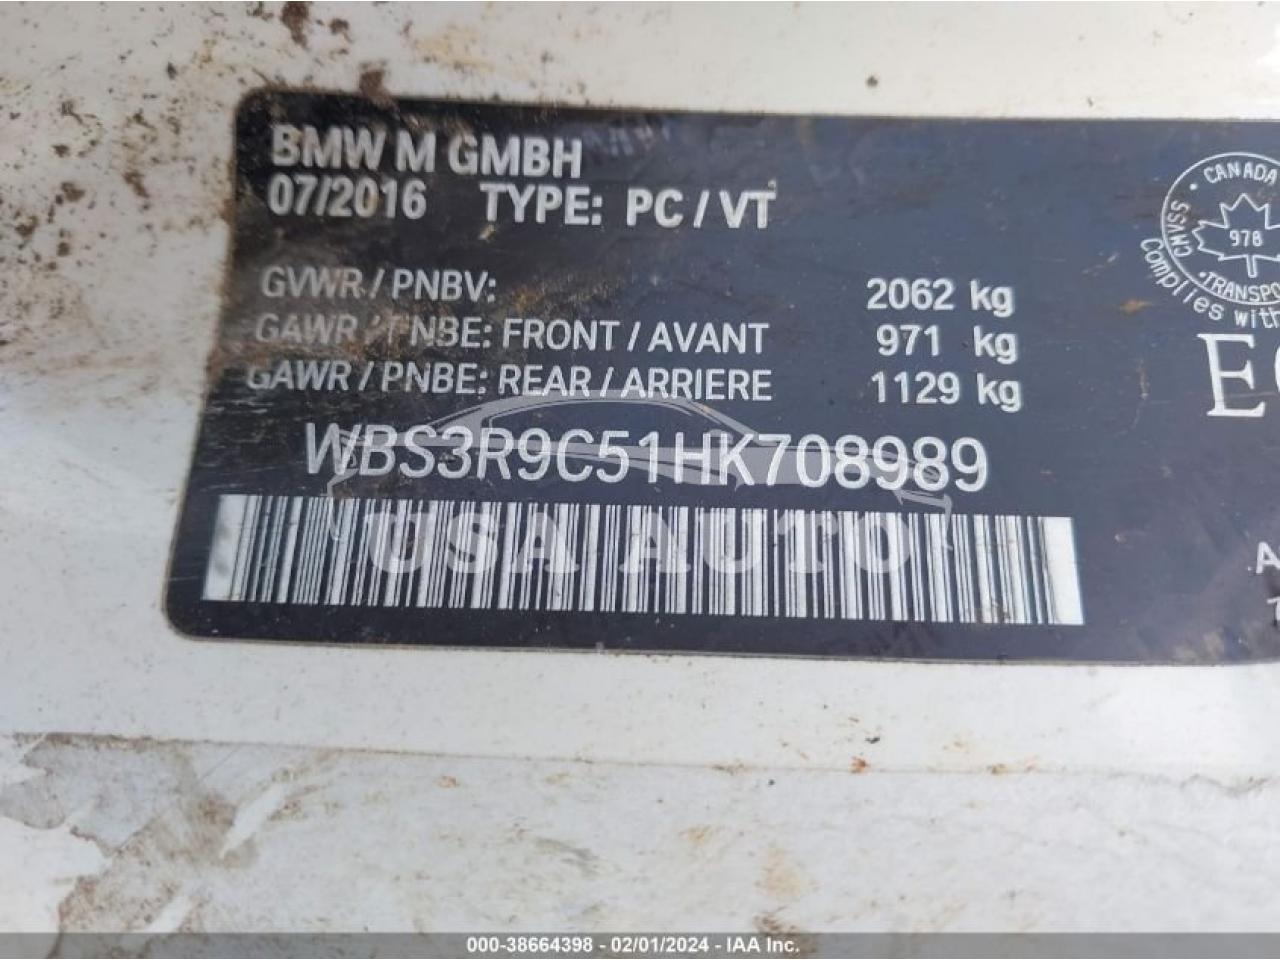 BMW M GMBH
07/2016 TYPE: PC / VT
GVWR / PNBV: 2062 kg
GAWR / PNBE: FRONT / AVANT 971 kg
GAWR / PNBE: REAR / ARRIERE 1129 kg
WBS3R9C51HK708989
USA AUTO
CANADA
CMVSS
978
TRANSPO
Complies with
E
A
000-38664398 - 02/01/2024 - IAA Inc.